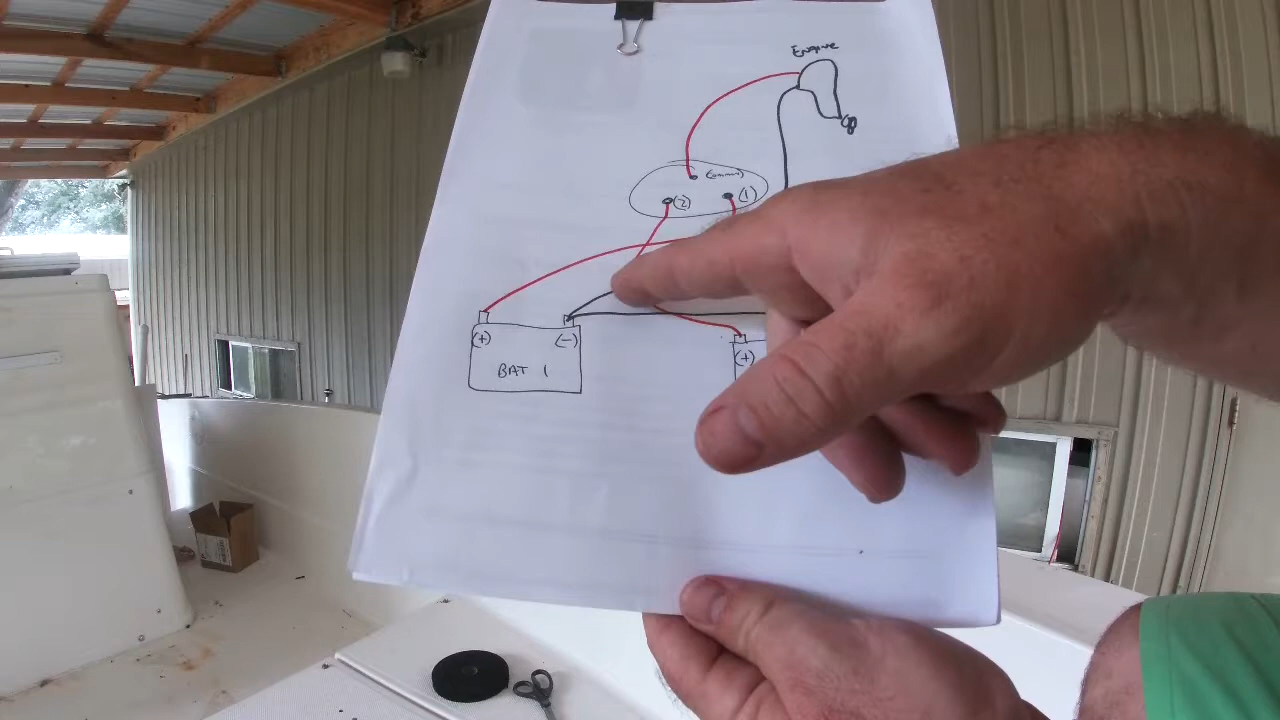 Engine
(common)
(2)
(1)
(+)
(-)
BAT 1
(+)